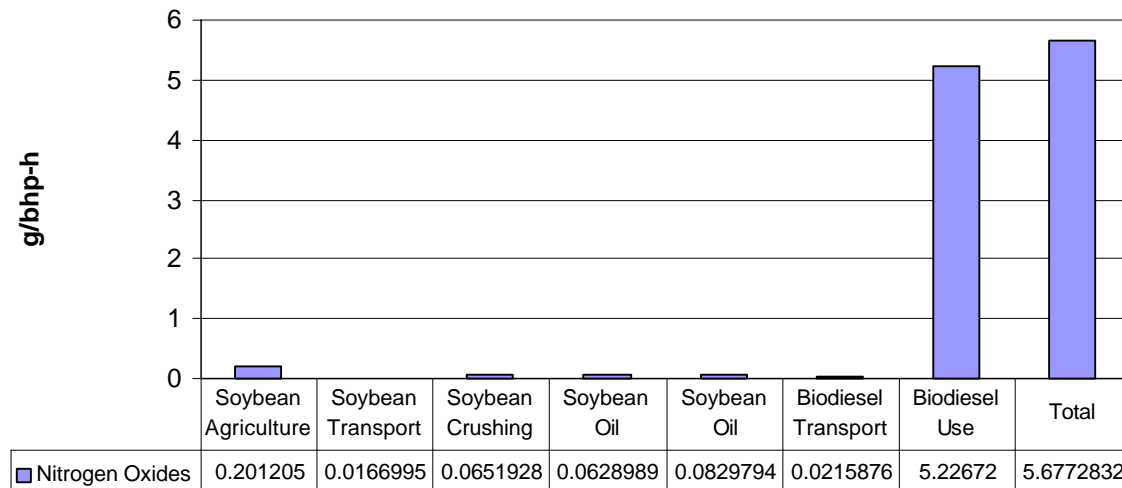 6
5
4
3
2
1
0
g/bhp-h
Soybean Agriculture
Soybean Transport
Soybean Crushing
Soybean Oil
Soybean Oil
Biodiesel Transport
Biodiesel Use
Total
Nitrogen Oxides 0.201205 0.0166995 0.0651928 0.0628989 0.0829794 0.0215876 5.22672 5.6772832